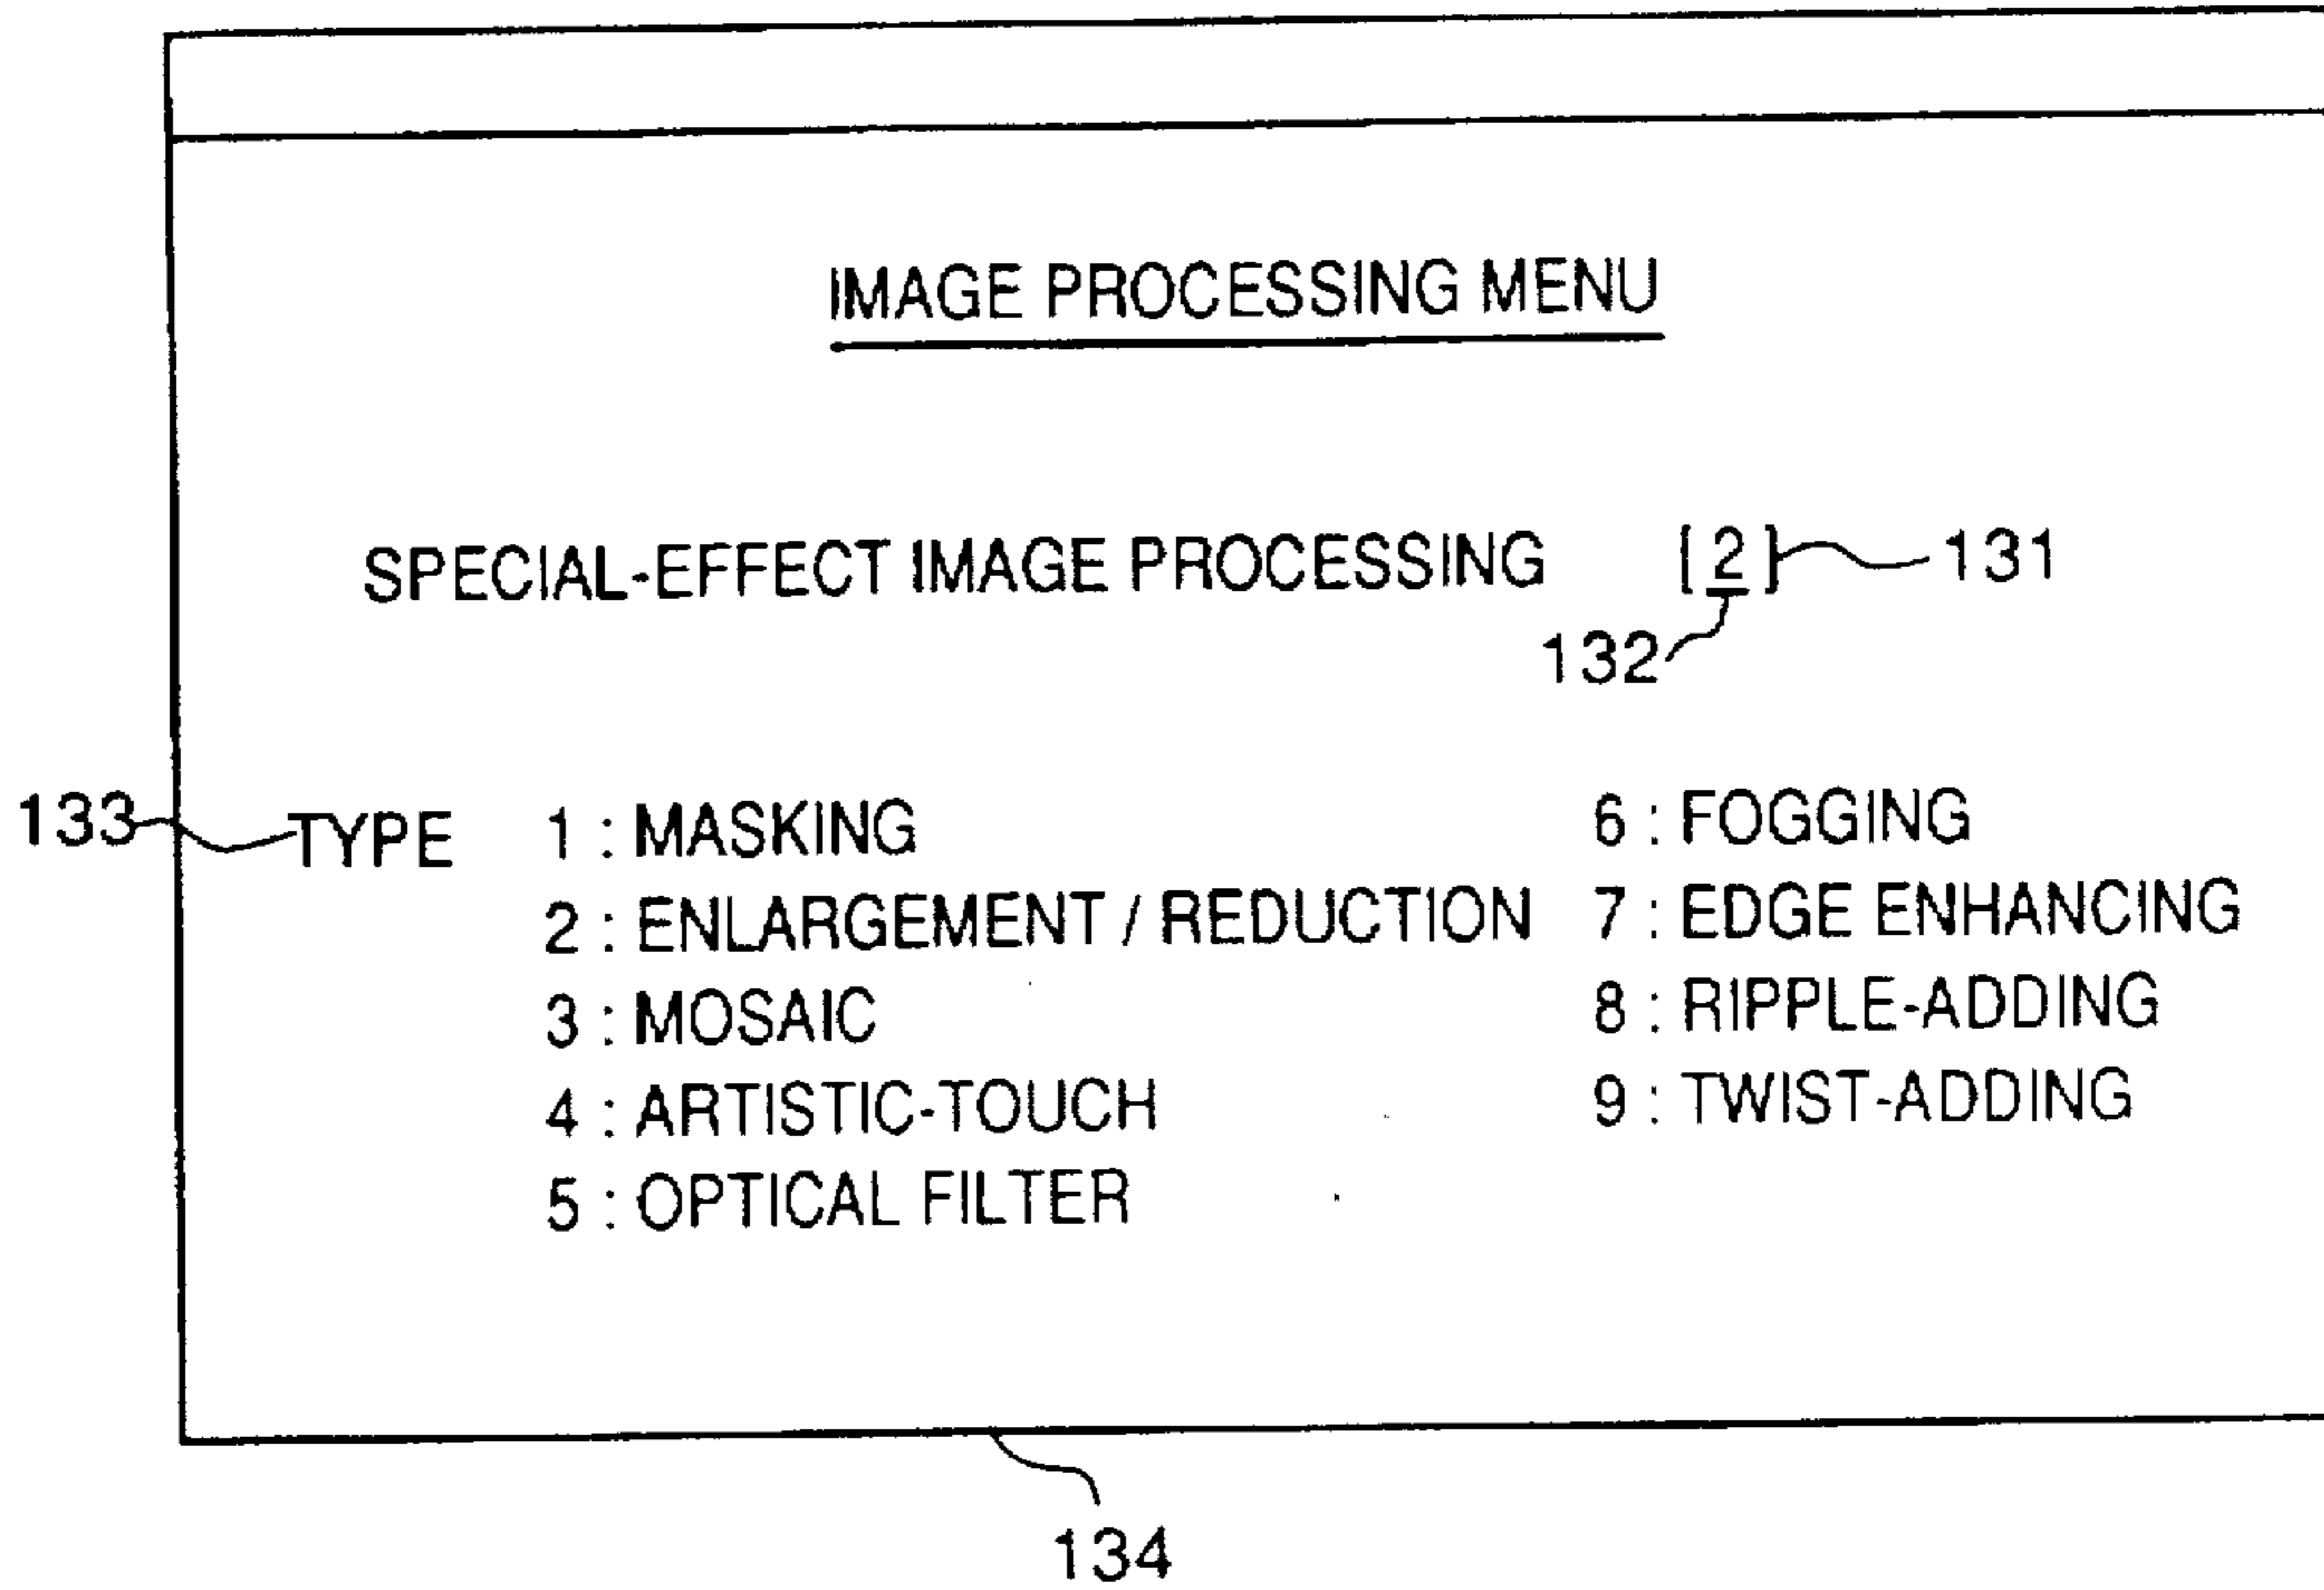 IMAGE PROCESSING MENU
SPECIAL-EFFECT IMAGE PROCESSING [2] 131
132
133 TYPE 1 : MASKING 6 : FOGGING
2 : ENLARGEMENT / REDUCTION 7 : EDGE ENHANCING
3 : MOSAIC 8 : RIPPLE-ADDING
4 : ARTISTIC-TOUCH 9 : TWIST-ADDING
5 : OPTICAL FILTER
134